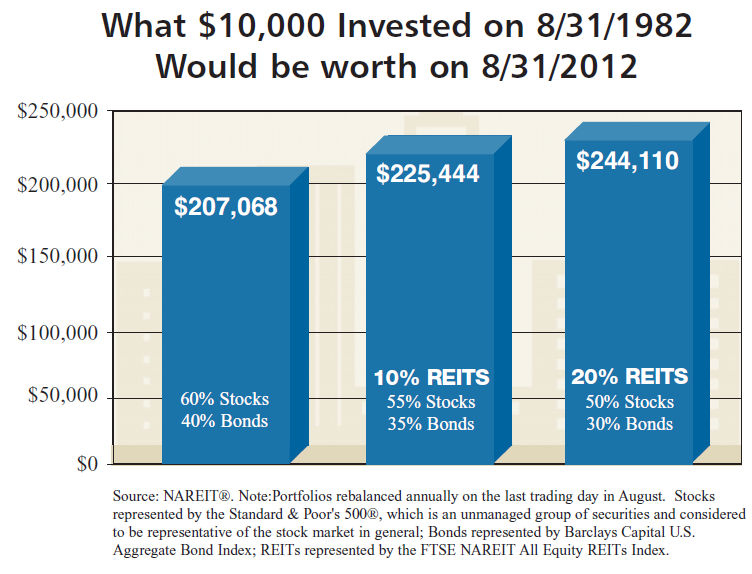 What $10,000 Invested on 8/31/1982
Would be worth on 8/31/2012
$250,000
$200,000
$150,000
$100,000
$50,000
$0
$207,068
60% Stocks
40% Bonds
$225,444
10% REITS
55% Stocks
35% Bonds
$244,110
20% REITS
50% Stocks
30% Bonds
Source: NAREIT®. Note:Portfolios rebalanced annually on the last trading day in August. Stocks
represented by the Standard & Poor's 500®, which is an unmanaged group of securities and considered
to be representative of the stock market in general; Bonds represented by Barclays Capital U.S.
Aggregate Bond Index; REITs represented by the FTSE NAREIT All Equity REITs Index.